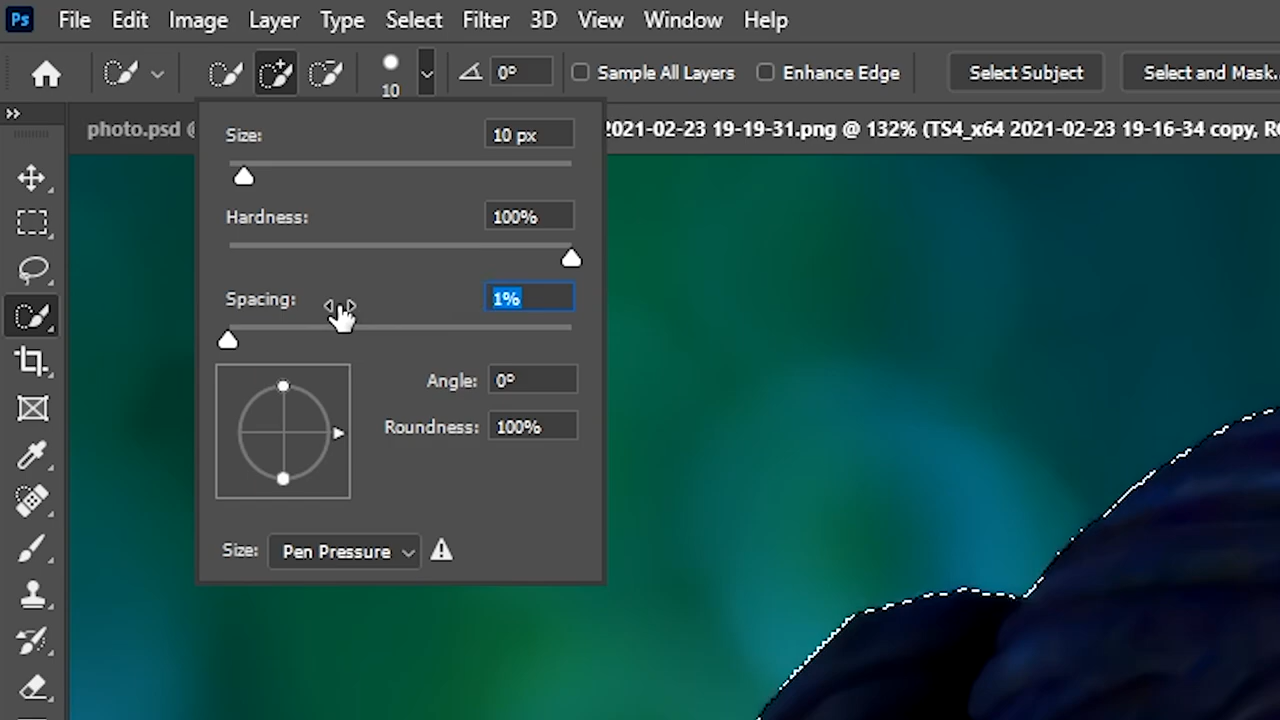 Ps File Edit Image Layer Type Select Filter 3D View Window Help
10 0° Sample All Layers Enhance Edge Select Subject Select and Mask..
photo.psd @ 2021-02-23 19-19-31.png @ 132% (TS4_x64 2021-02-23 19-16-34 copy, R
Size: 10 px
Hardness: 100%
Spacing: 1%
Angle: 0°
Roundness: 100%
Size: Pen Pressure